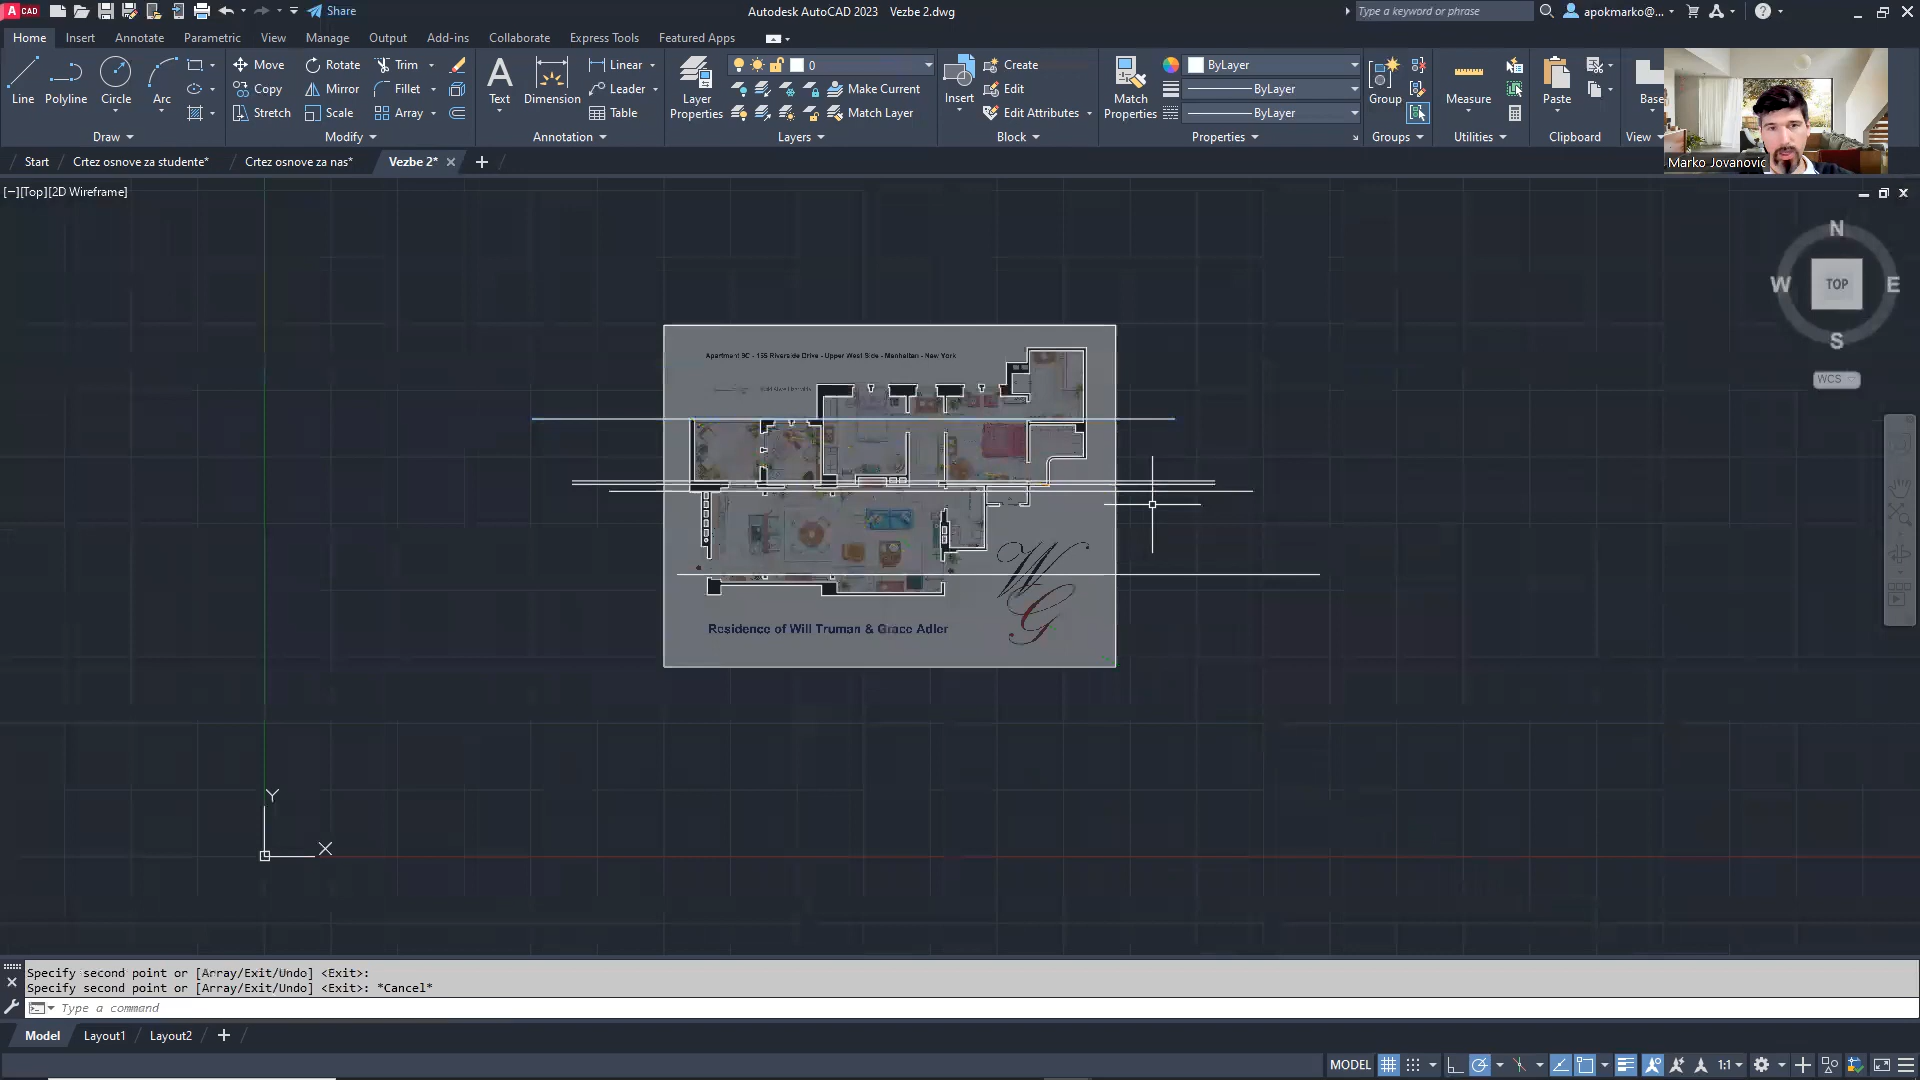 CAD
Share
Autodesk AutoCAD 2023 Vezbe 2.dwg
Type a keyword or phrase
apokmarko@...
Home Insert Annotate Parametric View Manage Output Add-ins Collaborate Express Tools Featured Apps
Line Polyline Circle Arc
Move Rotate Trim
Copy Mirror Fillet
Stretch Scale Array
Text Dimension
Linear
Leader
Table
Layer Properties
0
Make Current
Match Layer
Insert
Create
Edit
Edit Attributes
Match Properties
ByLayer
ByLayer
ByLayer
Group
Measure
Paste
Base
Draw Modify Annotation Layers Block Properties Groups Utilities Clipboard View
Marko Jovanovic
Start Crtez osnove za studente* Crtez osnove za nas* Vezbe 2*
[−][Top][2D Wireframe]
N
W TOP E
S
WCS
Apartment 9C - 155 Riverside Drive - Upper West Side - Manhattan - New York
W
G
Residence of Will Truman & Grace Adler
Y
X
Specify second point or [Array/Exit/Undo] <Exit>:
Specify second point or [Array/Exit/Undo] <Exit>: *Cancel*
Type a command
Model Layout1 Layout2
MODEL 1:1